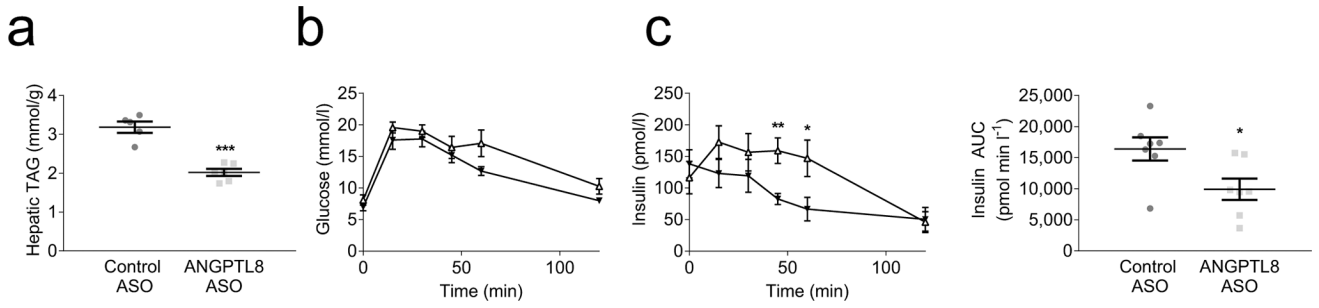 a
b
c
Hepatic TAG (mmol/g)
4
3
2
1
0
***
Control
ASO
ANGPTL8
ASO
Glucose (mmol/l)
25
20
15
10
5
0
0
50
100
Time (min)
Insulin (pmol/l)
250
200
150
100
50
0
**
*
0
50
100
Time (min)
Insulin AUC
(pmol min l⁻¹)
25,000
20,000
15,000
10,000
5,000
0
*
Control
ASO
ANGPTL8
ASO